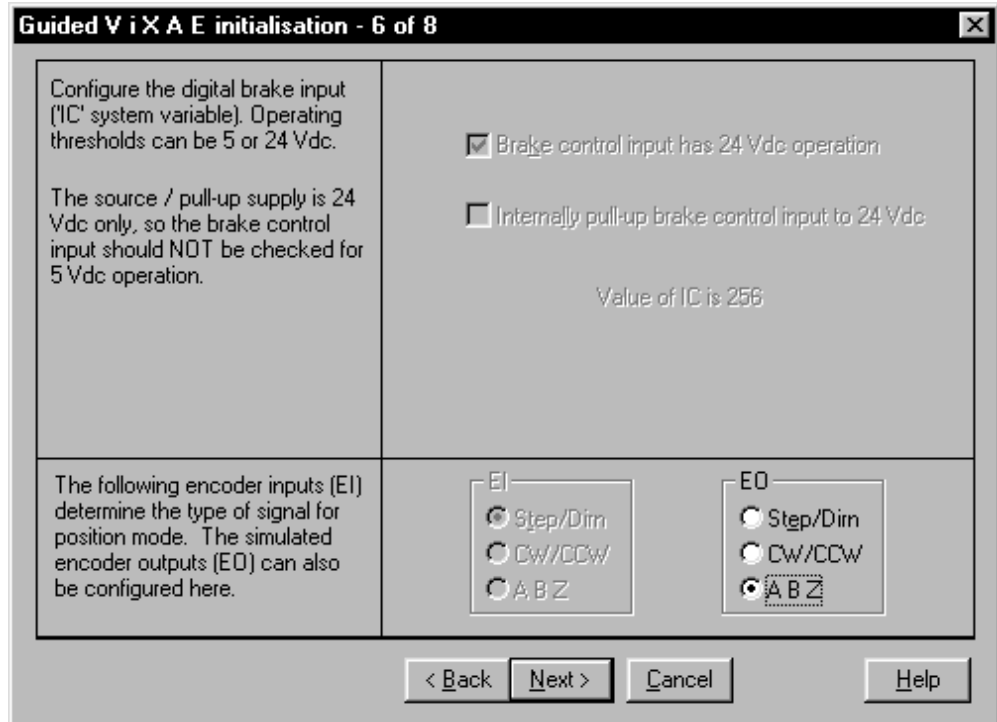 Guided V i X A E initialisation - 6 of 8
Configure the digital brake input
('IC' system variable). Operating
thresholds can be 5 or 24 Vdc.
The source / pull-up supply is 24
Vdc only, so the brake control
input should NOT be checked for
5 Vdc operation.
Brake control input has 24 Vdc operation
Internally pull-up brake control input to 24 Vdc
Value of IC is 256
The following encoder inputs (EI)
determine the type of signal for
position mode. The simulated
encoder outputs (EO) can also
be configured here.
EI
Step/Dirn
CW/CCW
A B Z
EO
Step/Dirn
CW/CCW
A B Z
< Back
Next >
Cancel
Help